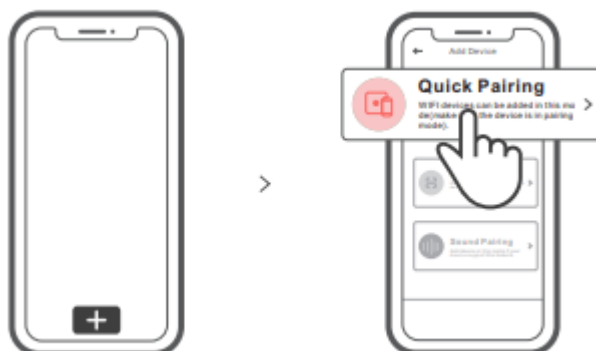 Add Device
Quick Pairing
WIFI devices can be added in this mo
de(make the device is in pairing
mode).
Sound Pairing